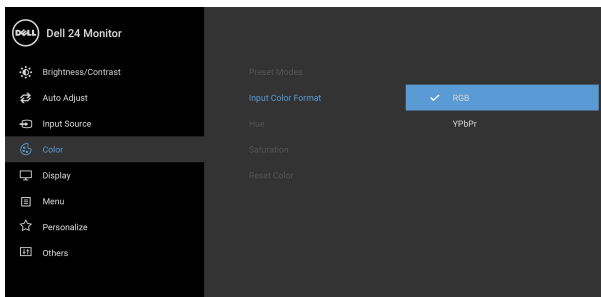 DELL Dell 24 Monitor
Brightness/Contrast
Auto Adjust
Input Source
Color
Display
Menu
Personalize
Others
Preset Modes
Input Color Format
Hue
Saturation
Reset Color
RGB
YPbPr